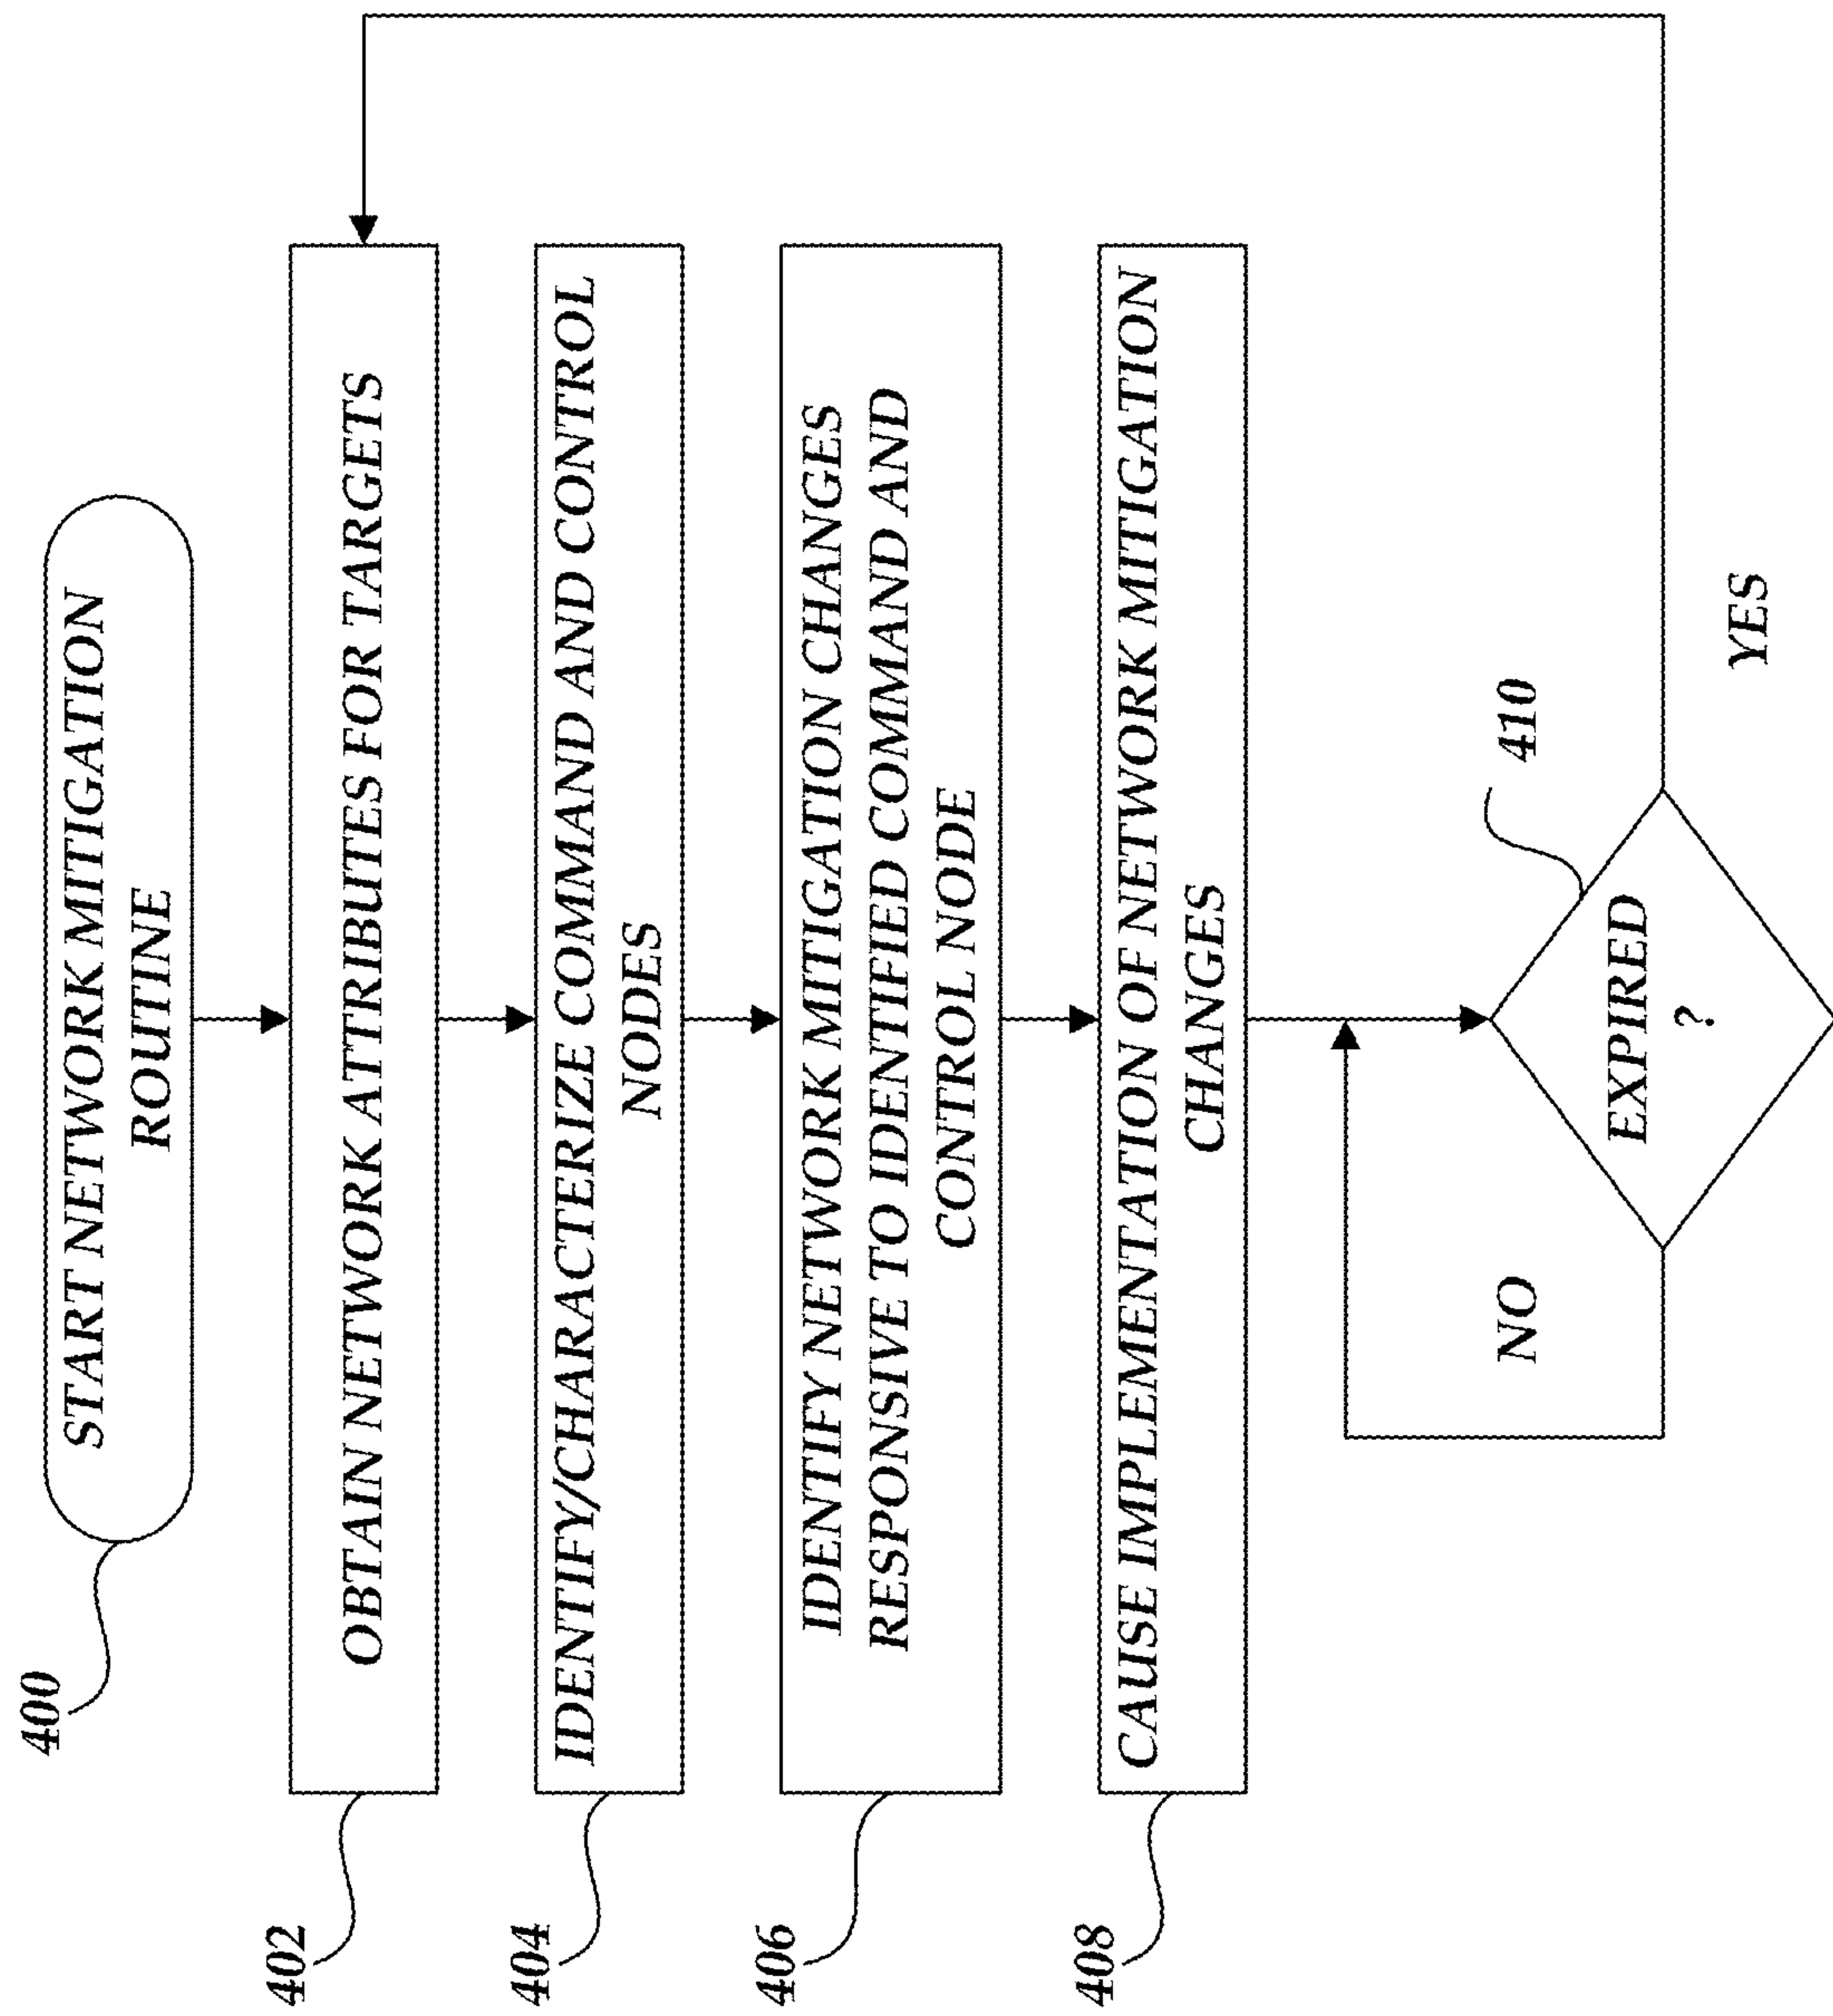 400
START NETWORK MITIGATION
ROUTINE
402
OBTAIN NETWORK ATTRIBUTES FOR TARGETS
404
IDENTIFY/CHARACTERIZE COMMAND AND CONTROL
NODES
406
IDENTIFY NETWORK MITIGATION CHANGES
RESPONSIVE TO IDENTIFIED COMMAND AND
CONTROL NODE
408
CAUSE IMPLEMENTATION OF NETWORK MITIGATION
CHANGES
410
NO
EXPIRED
?
YES